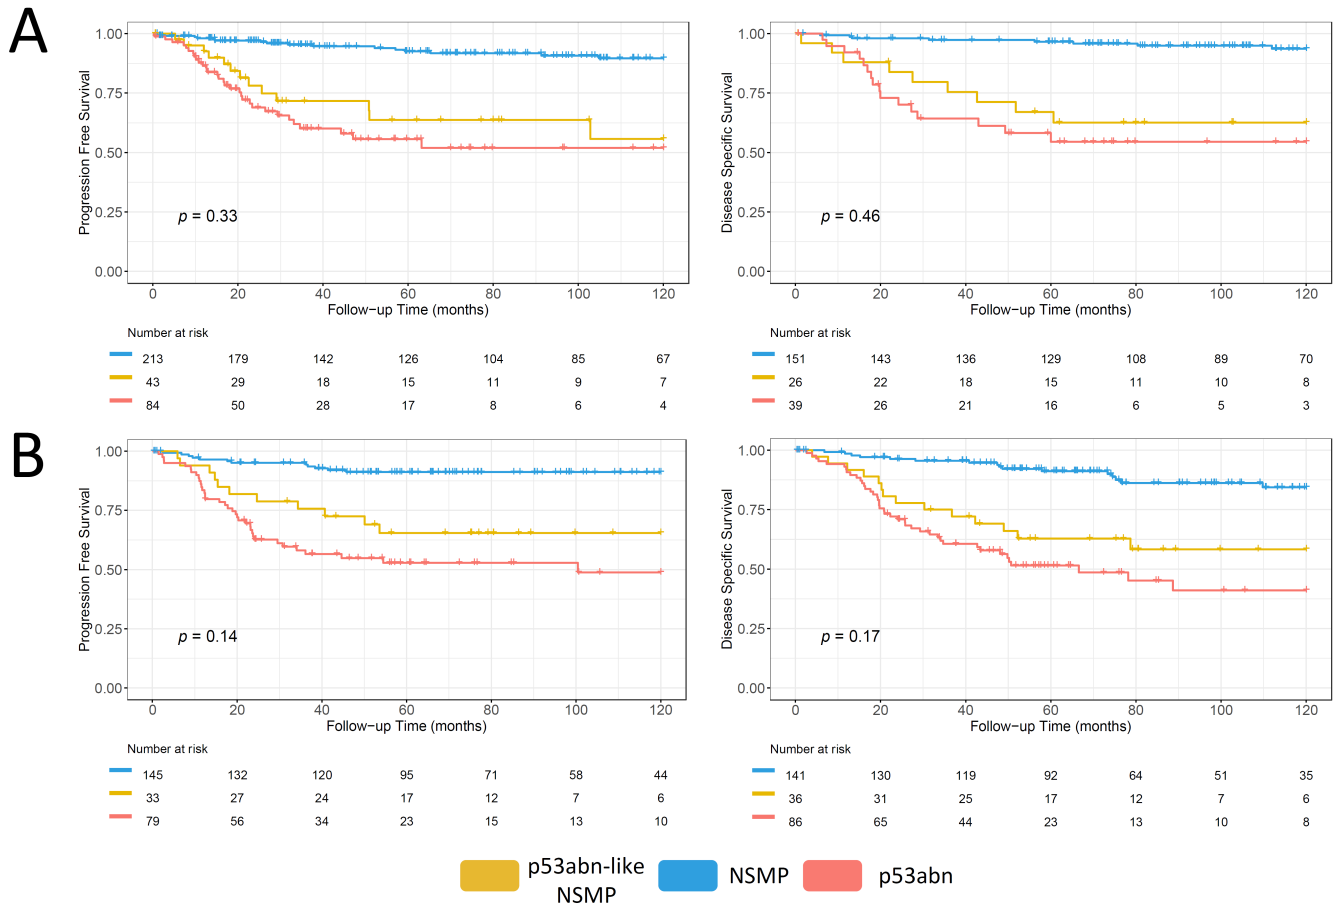 A
Progression Free Survival
1.00
0.75
0.50
0.25
0.00
p = 0.33
0 20 40 60 80 100 120
Follow-up Time (months)
Number at risk
213 179 142 126 104 85 67
43 29 18 15 11 9 7
84 50 28 17 8 6 4
Disease Specific Survival
1.00
0.75
0.50
0.25
0.00
p = 0.46
0 20 40 60 80 100 120
Follow-up Time (months)
Number at risk
151 143 136 129 108 89 70
26 22 18 15 11 10 8
39 26 21 16 6 5 3
B
Progression Free Survival
1.00
0.75
0.50
0.25
0.00
p = 0.14
0 20 40 60 80 100 120
Follow-up Time (months)
Number at risk
145 132 120 95 71 58 44
33 27 24 17 12 7 6
79 56 34 23 15 13 10
Disease Specific Survival
1.00
0.75
0.50
0.25
0.00
p = 0.17
0 20 40 60 80 100 120
Follow-up Time (months)
Number at risk
141 130 119 92 64 51 35
36 31 25 17 12 7 6
86 65 44 23 13 10 8
p53abn-like
NSMP
NSMP
p53abn